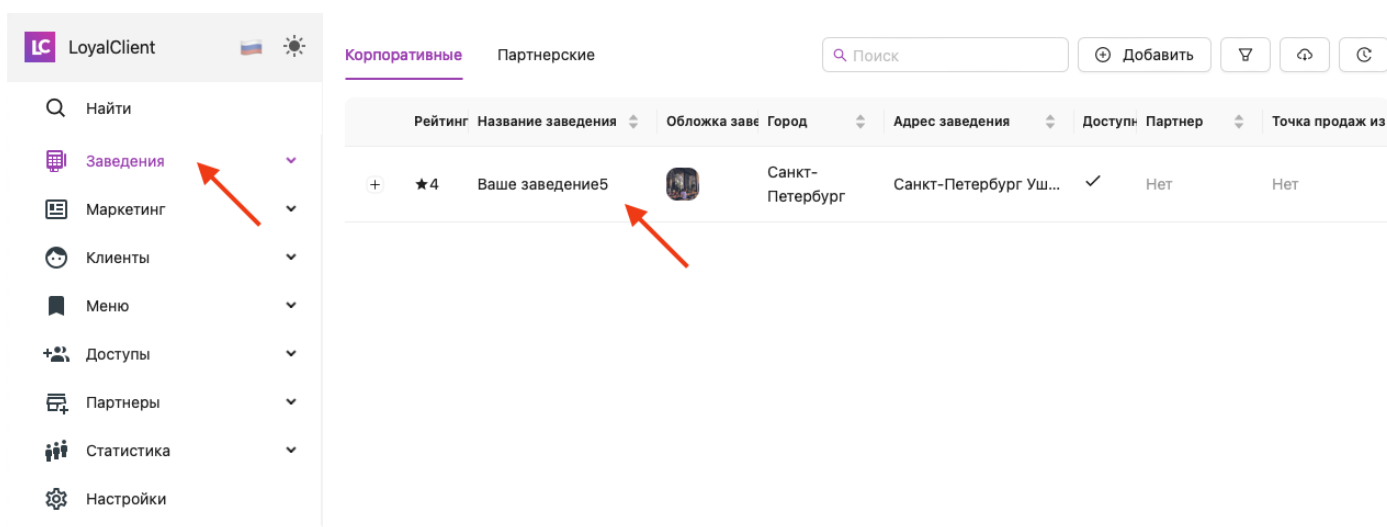 LC LoyalClient
Найти
Заведения
Маркетинг
Клиенты
Меню
Доступы
Партнеры
Статистика
Настройки
Корпоративные Партнерские Поиск Добавить
Рейтинг Название заведения Обложка заве Город Адрес заведения Доступн Партнер Точка продаж из
★4 Ваше заведение5 Санкт-Петербург Санкт-Петербург Уш... Нет Нет